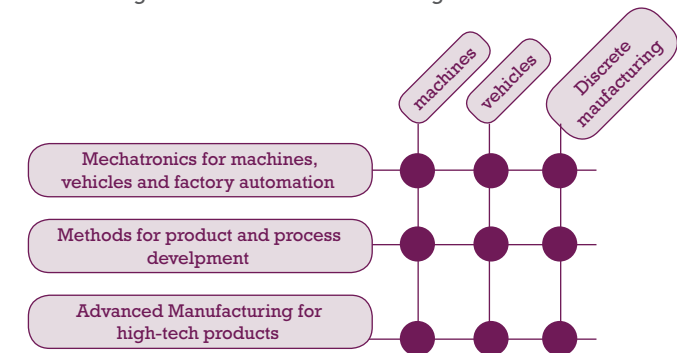 machines
vehicles
Discrete
maufacturing
Mechatronics for machines,
vehicles and factory automation
Methods for product and process
develpment
Advanced Manufacturing for
high-tech products